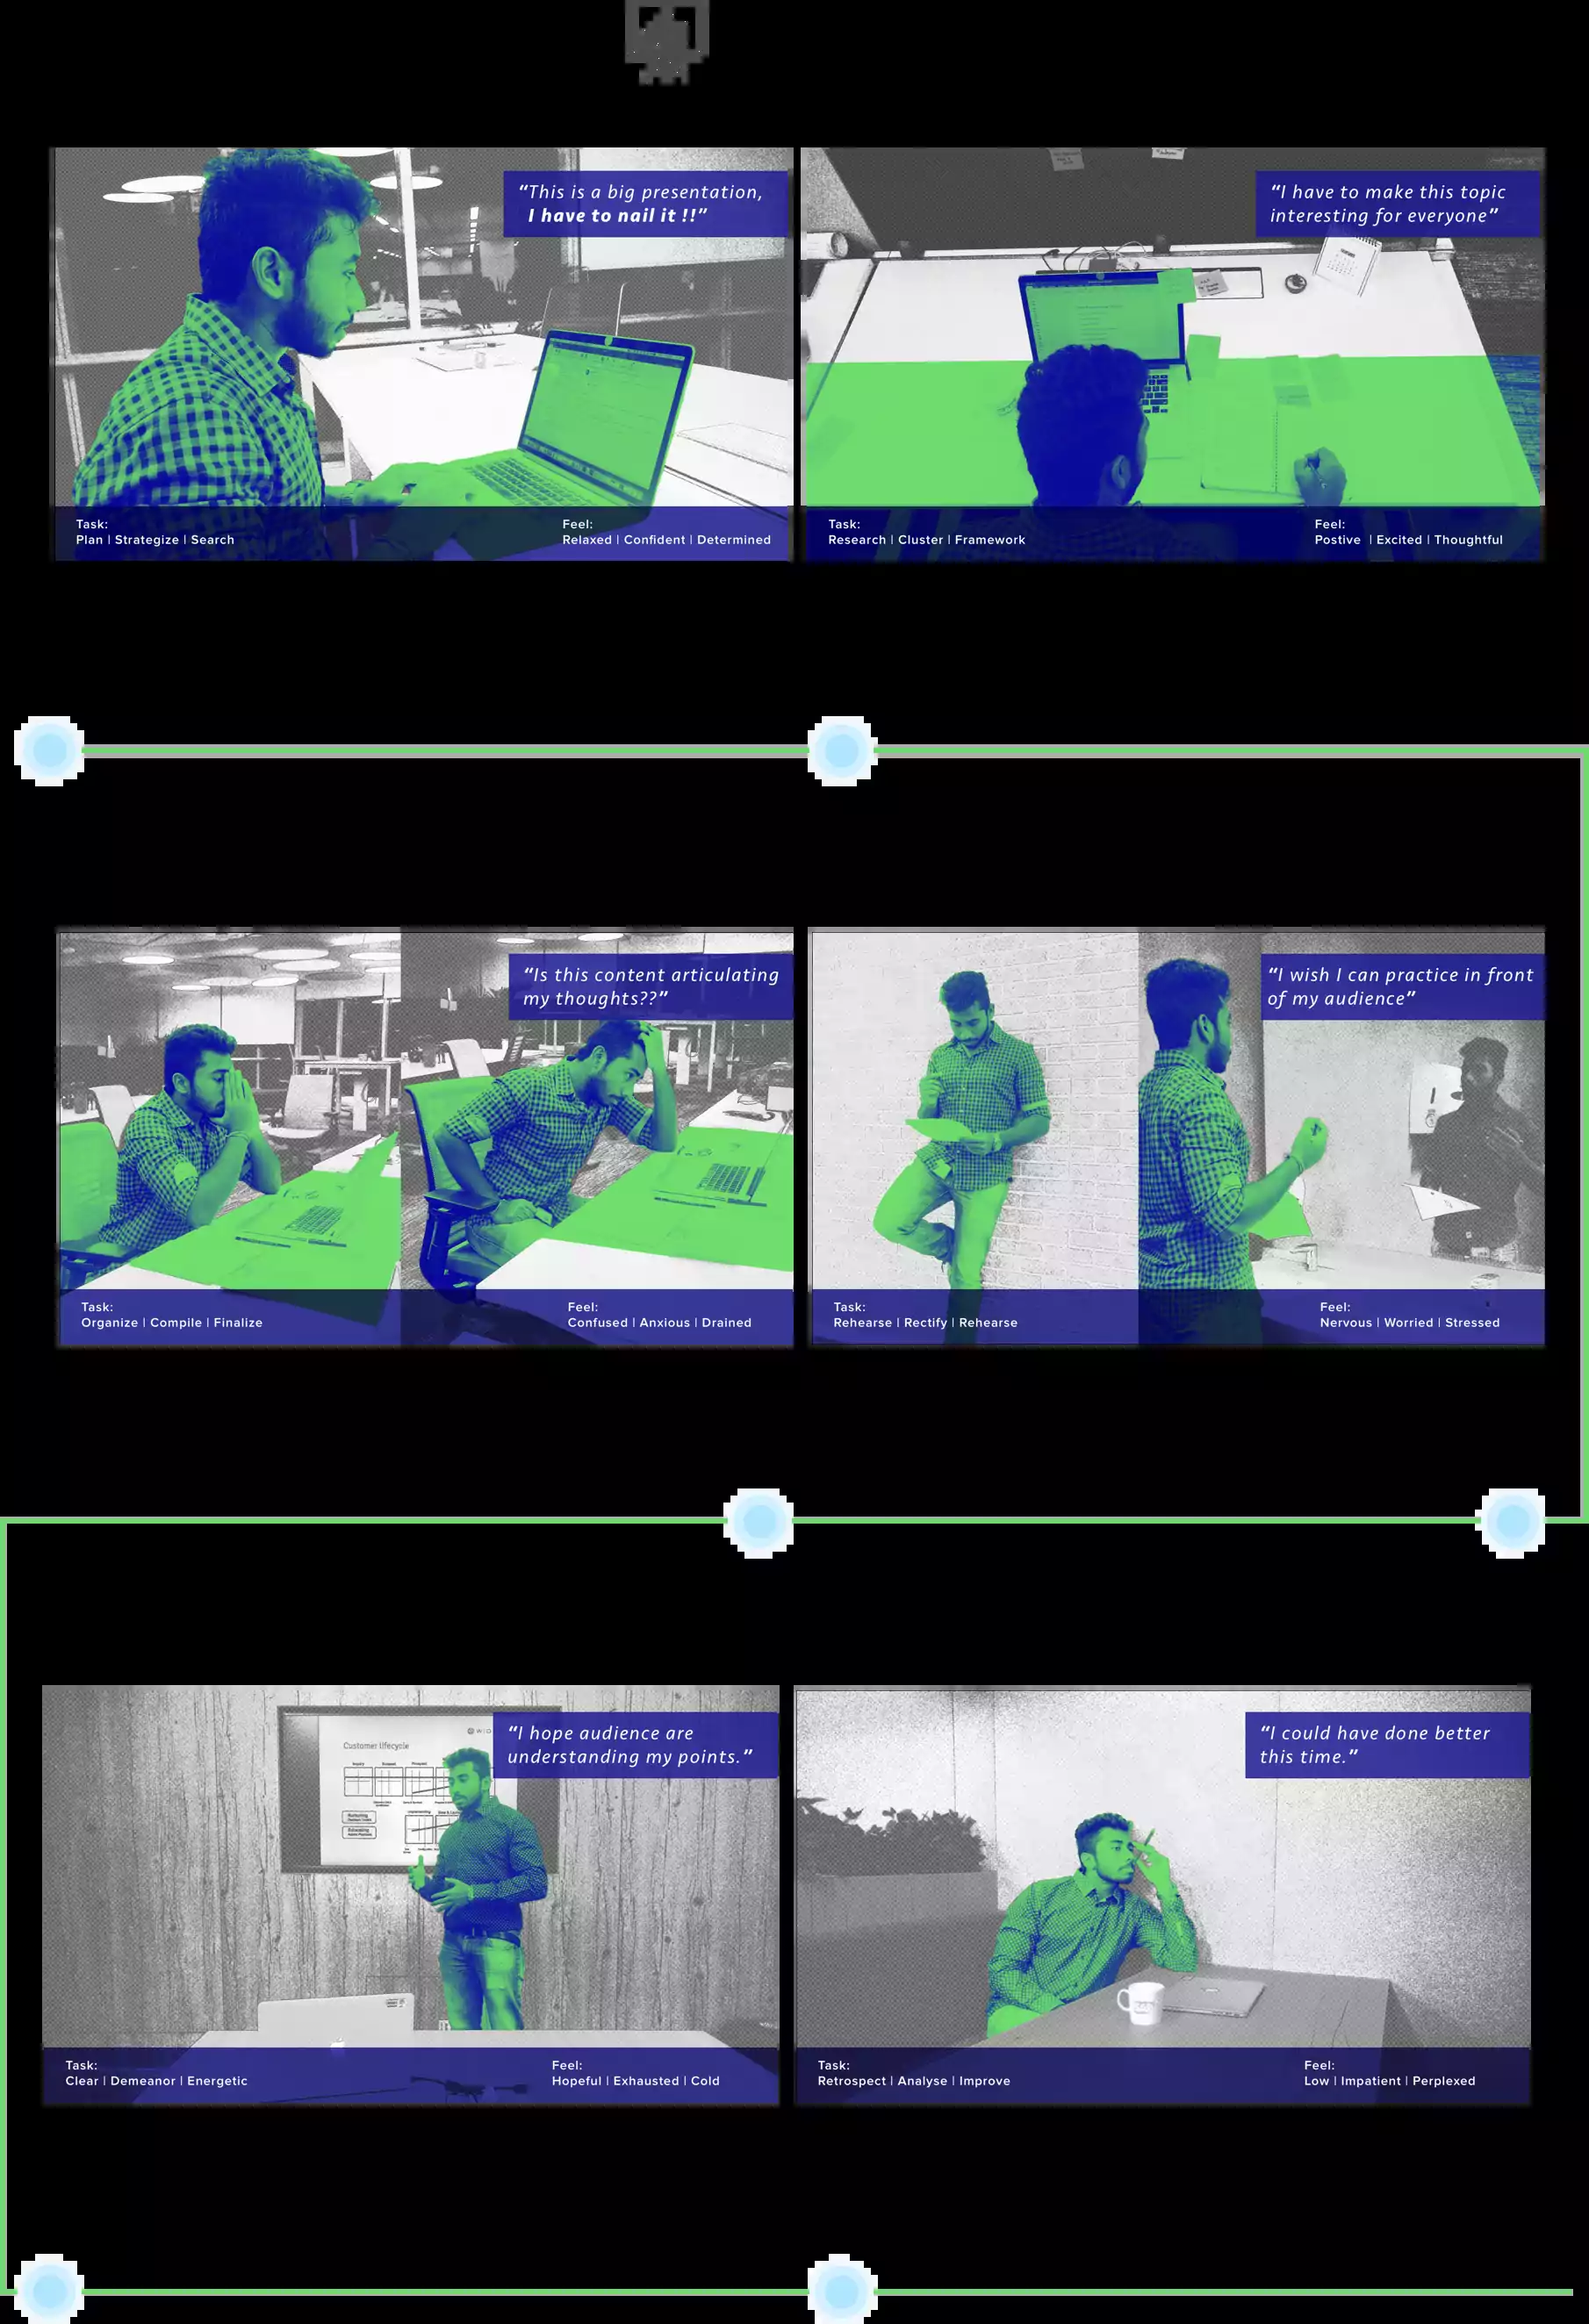 “This is a big presentation,
I have to nail it !!”
Task:
Plan | Strategize | Search
Feel:
Relaxed | Confident | Determined
“I have to make this topic
interesting for everyone”
Task:
Research | Cluster | Framework
Feel:
Postive | Excited | Thoughtful
“Is this content articulating
my thoughts??”
Task:
Organize | Compile | Finalize
Feel:
Confused | Anxious | Drained
“I wish I can practice in front
of my audience”
Task:
Rehearse | Rectify | Rehearse
Feel:
Nervous | Worried | Stressed
“I hope audience are
understanding my points.”
Customer lifecycle
Task:
Clear | Demeanor | Energetic
Feel:
Hopeful | Exhausted | Cold
“I could have done better
this time.”
Task:
Retrospect | Analyse | Improve
Feel:
Low | Impatient | Perplexed